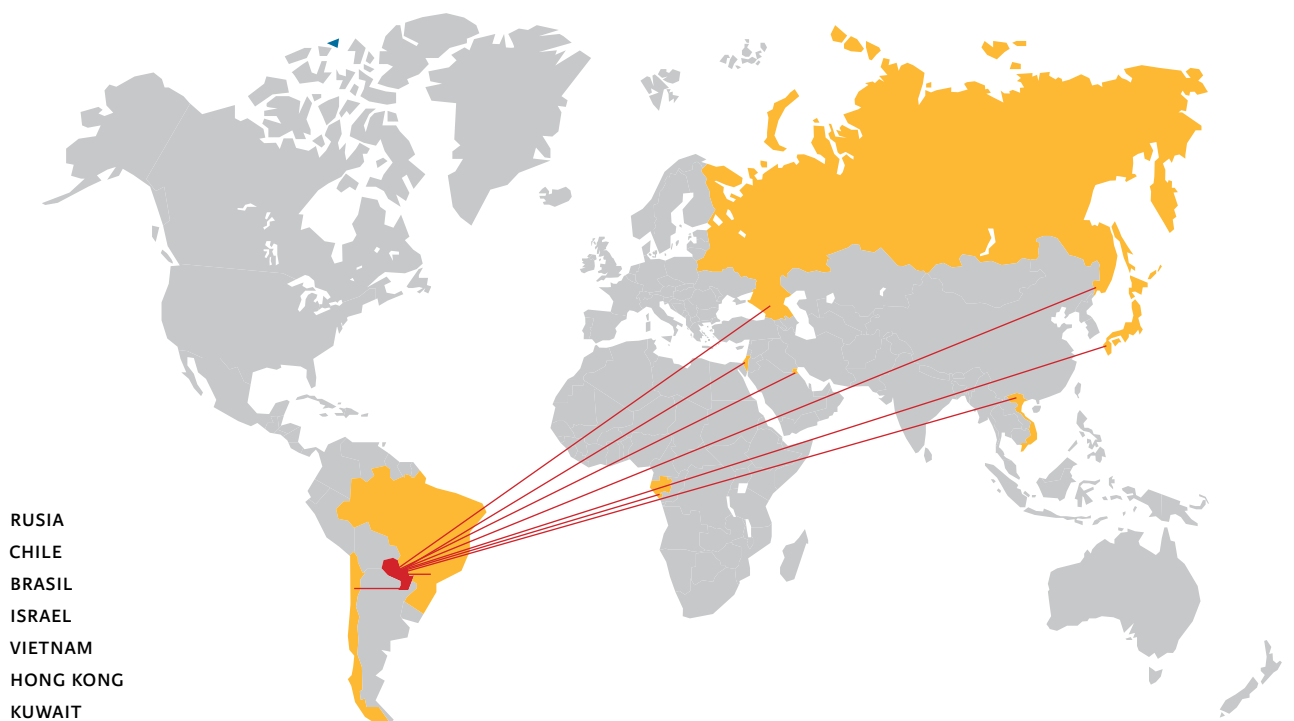 RUSIA
CHILE
BRASIL
ISRAEL
VIETNAM
HONG KONG
KUWAIT